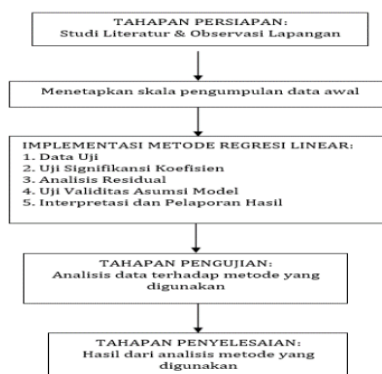 TAHAPAN PERSIAPAN:
Studi Literatur & Observasi Lapangan
Menetapkan skala pengumpulan data awal
IMPLEMENTASI METODE REGRESI LINEAR:
1. Data Uji
2. Uji Signifikansi Koefisien
3. Analisis Residual
4. Uji Validitas Asumsi Model
5. Interpretasi dan Pelaporan Hasil
TAHAPAN PENGUJIAN:
Analisis data terhadap metode yang
digunakan
TAHAPAN PENYELESAIAN:
Hasil dari analisis metode yang
digunakan